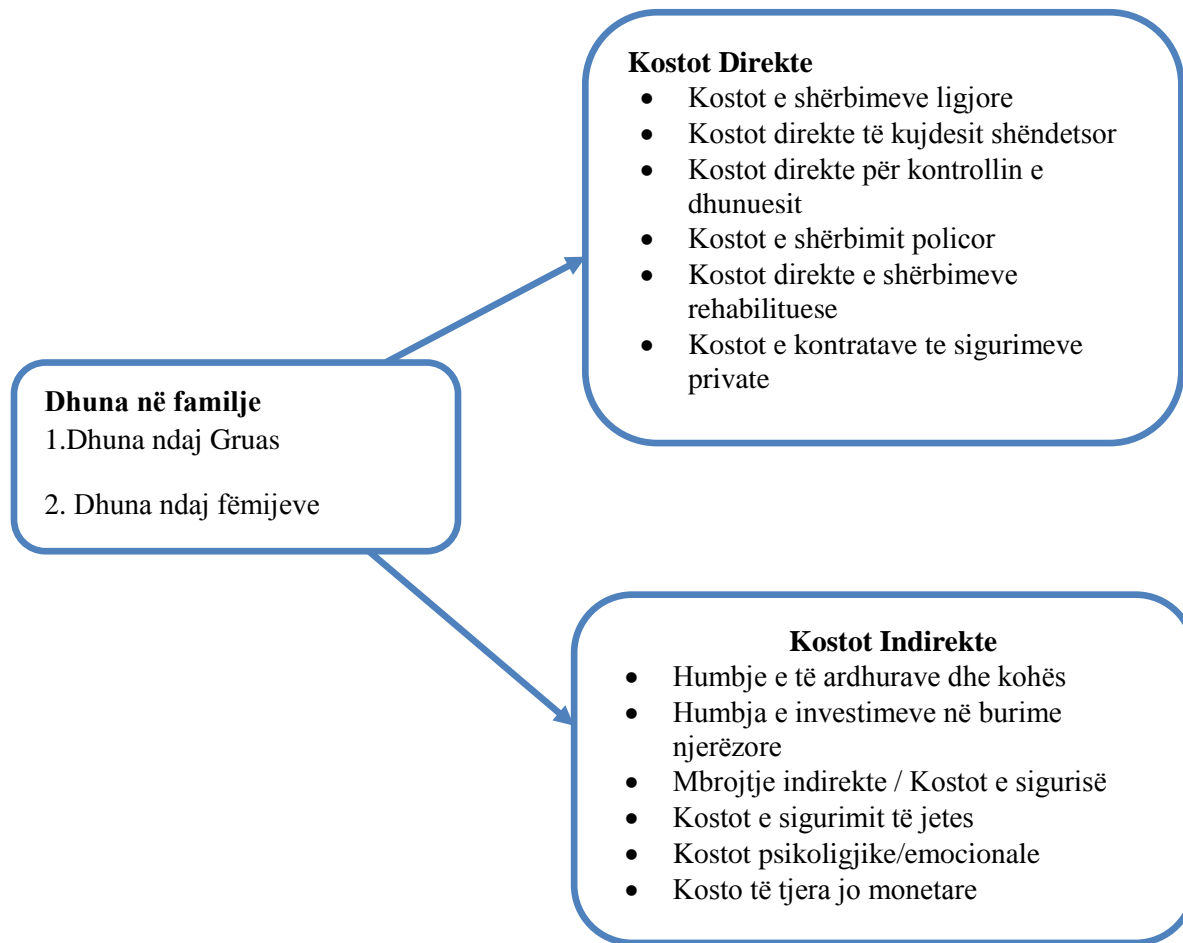 Kostot Direkte
• Kostot e shërbimeve ligjore
• Kostot direkte të kujdesit shëndetsor
• Kostot direkte për kontrollin e
dhunuesit
• Kostot e shërbimit policor
• Kostot direkte e shërbimeve
rehabilituese
• Kostot e kontratave te sigurimeve
private
Dhuna në familje
1.Dhuna ndaj Gruas
2. Dhuna ndaj fëmijeve
Kostot Indirekte
• Humbje e të ardhurave dhe kohës
• Humbja e investimeve në burime
njerëzore
• Mbrojtje indirekte / Kostot e sigurisë
• Kostot e sigurimit të jetes
• Kostot psikoligjike/emocionale
• Kosto të tjera jo monetare